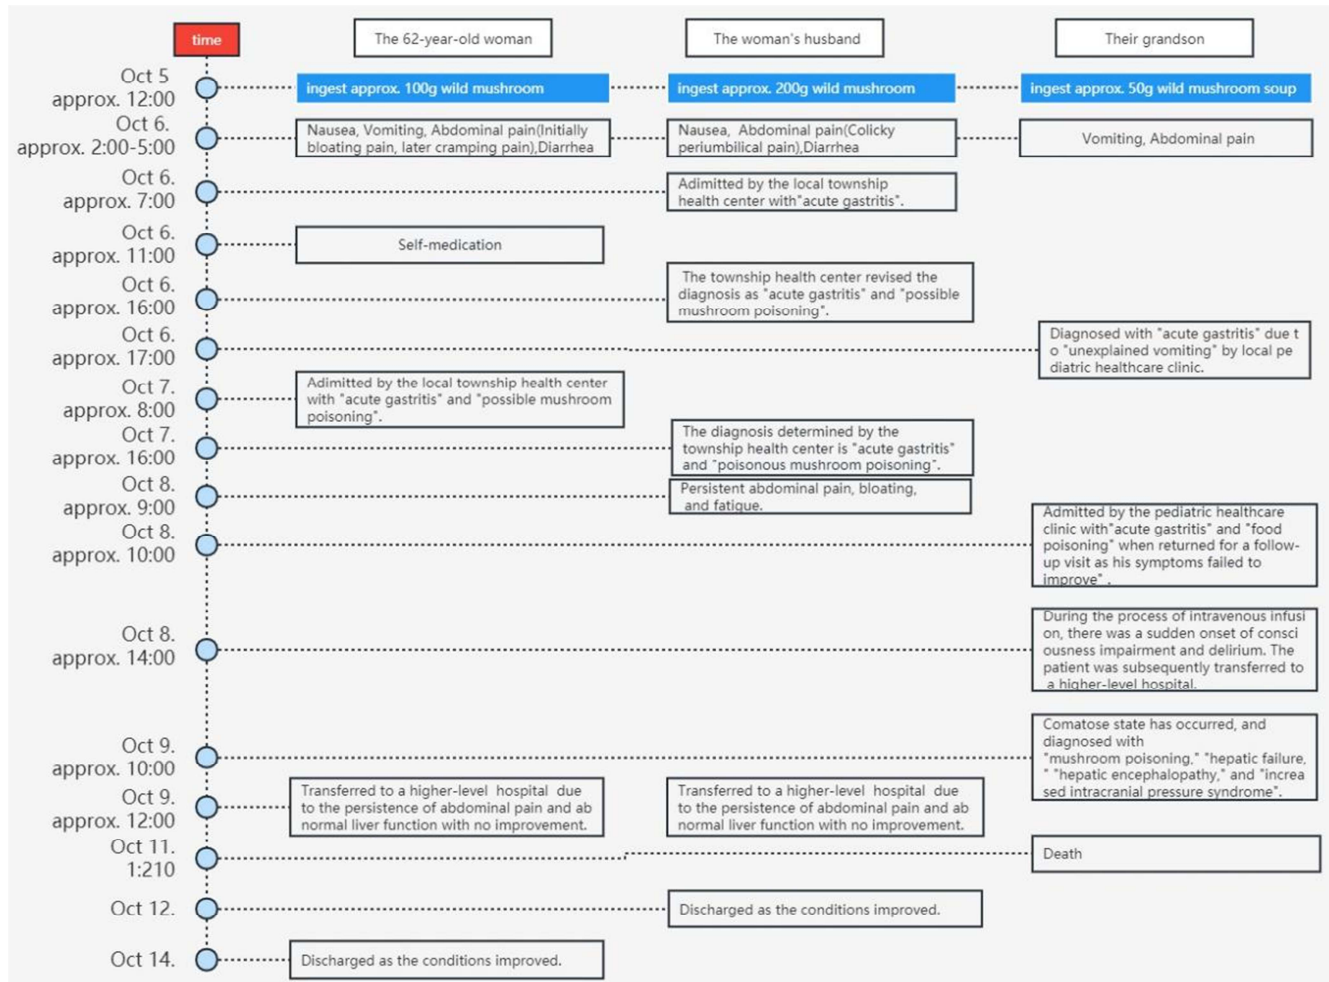 time
The 62-year-old woman
The woman's husband
Their grandson
Oct 5
approx. 12:00
ingest approx. 100g wild mushroom
ingest approx. 200g wild mushroom
ingest approx. 50g wild mushroom soup
Oct 6.
approx. 2:00-5:00
Nausea, Vomiting, Abdominal pain(Initially
bloating pain, later cramping pain),Diarrhea
Nausea, Abdominal pain(Colicky
periumbilical pain),Diarrhea
Vomiting, Abdominal pain
Oct 6.
approx. 7:00
Adimitted by the local township
health center with"acute gastritis".
Oct 6.
approx. 11:00
Self-medication
Oct 6.
approx. 16:00
The township health center revised the
diagnosis as "acute gastritis" and "possible
mushroom poisoning".
Oct 6.
approx. 17:00
Diagnosed with "acute gastritis" due t
o "unexplained vomiting" by local pe
diatric healthcare clinic.
Oct 7.
approx. 8:00
Adimitted by the local township health center
with "acute gastritis" and "possible mushroom
poisoning".
Oct 7.
approx. 16:00
The diagnosis determined by the
township health center is "acute gastritis"
and "poisonous mushroom poisoning".
Oct 8.
approx. 9:00
Persistent abdominal pain, bloating,
and fatigue.
Oct 8.
approx. 10:00
Admitted by the pediatric healthcare
clinic with"acute gastritis" and "food
poisoning" when returned for a follow-
up visit as his symptoms failed to
improve" .
Oct 8.
approx. 14:00
During the process of intravenous infusi
on, there was a sudden onset of consci
ousness impairment and delirium. The
patient was subsequently transferred to
a higher-level hospital.
Oct 9.
approx. 10:00
Comatose state has occurred, and
diagnosed with
"mushroom poisoning," "hepatic failure,
" "hepatic encephalopathy," and "increa
sed intracranial pressure syndrome".
Oct 9.
approx. 12:00
Transferred to a higher-level hospital due
to the persistence of abdominal pain and ab
normal liver function with no improvement.
Transferred to a higher-level hospital due
to the persistence of abdominal pain and ab
normal liver function with no improvement.
Oct 11.
1:210
Death
Oct 12.
Discharged as the conditions improved.
Oct 14.
Discharged as the conditions improved.